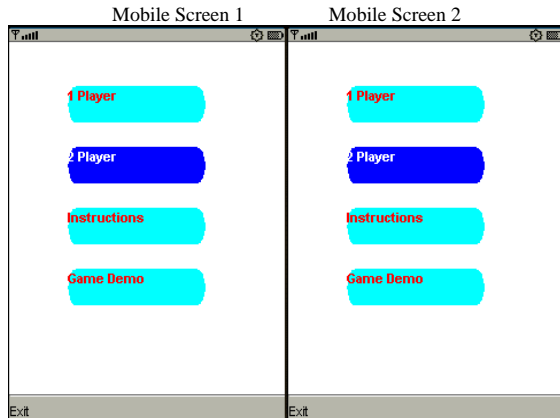 Mobile Screen 1
Mobile Screen 2
1 Player
2 Player
Instructions
Game Demo
Exit
1 Player
2 Player
Instructions
Game Demo
Exit